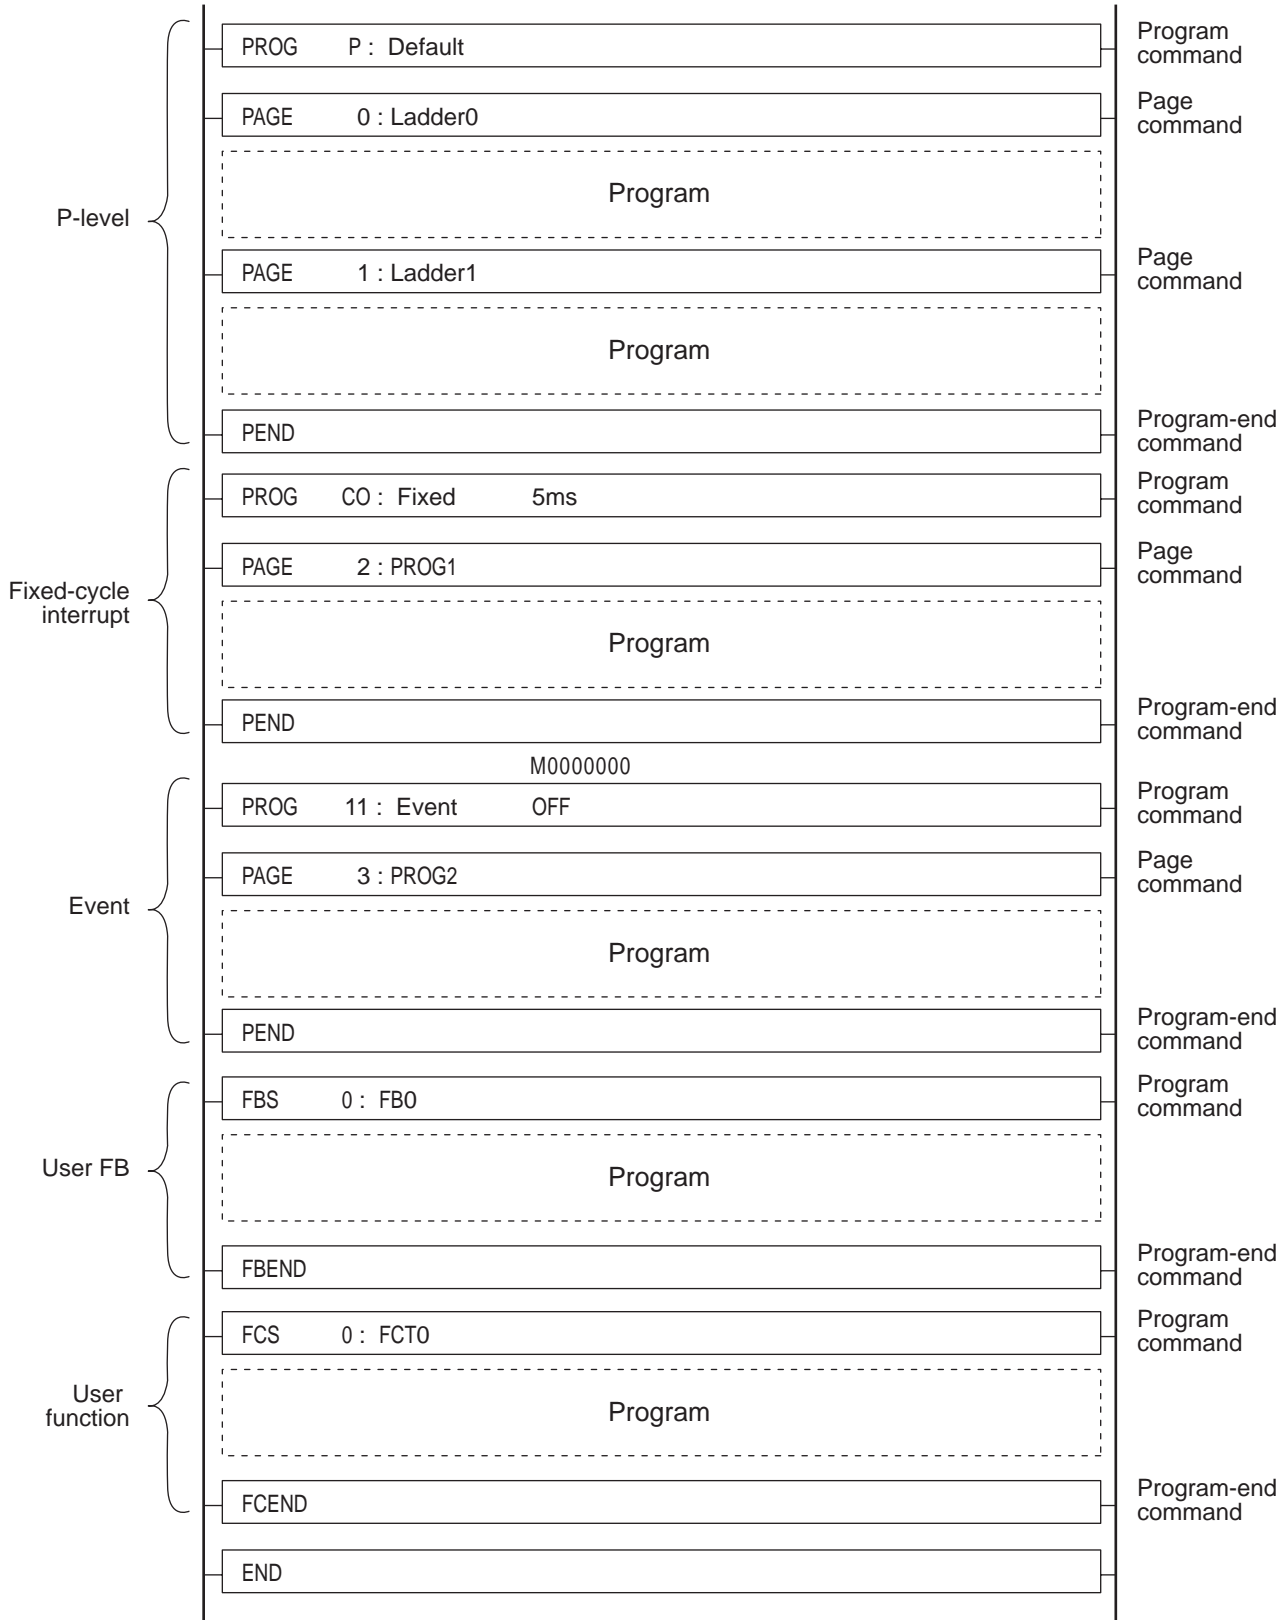 PROG P : Default
Program
command
PAGE 0 : Ladder0
Page
command
Program
P-level
PAGE 1 : Ladder1
Page
command
Program
PEND
Program-end
command
PROG CO : Fixed 5ms
Program
command
PAGE 2 : PROG1
Page
command
Fixed-cycle
interrupt
Program
PEND
Program-end
command
M0000000
PROG 11 : Event OFF
Program
command
PAGE 3 : PROG2
Page
command
Event
Program
PEND
Program-end
command
FBS 0 : FB0
Program
command
User FB
Program
FBEND
Program-end
command
FCS 0 : FCT0
Program
command
User
function
Program
FCEND
Program-end
command
END